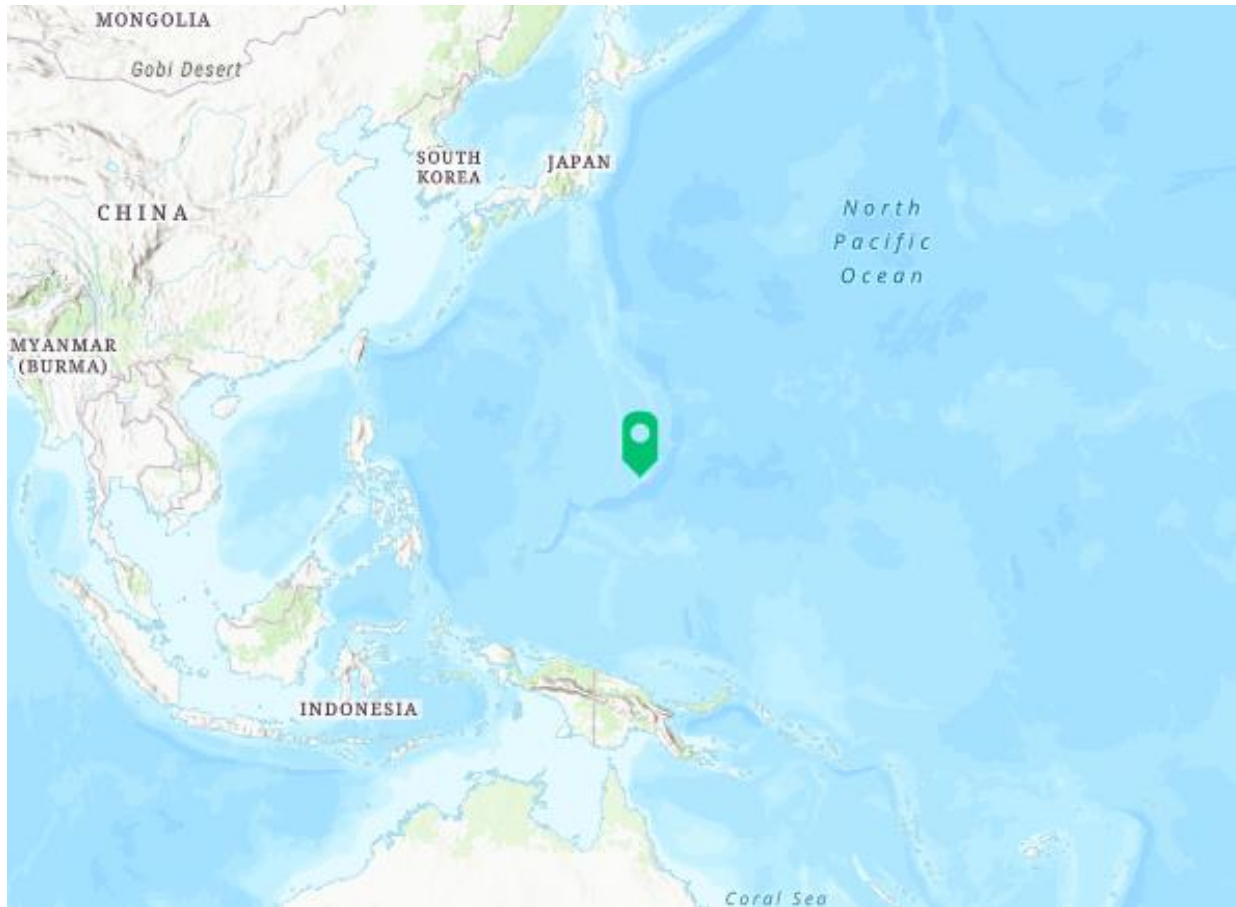 MONGOLIA
Gobi Desert
SOUTH
KOREA
JAPAN
CHINA
North
Pacific
Ocean
MYANMAR
(BURMA)
INDONESIA
Coral Sea